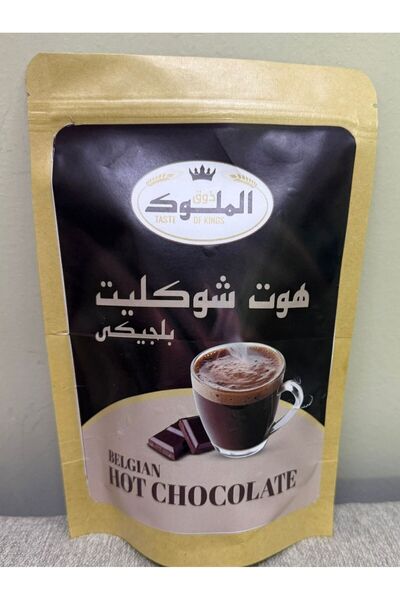 ذوق
الملوك
TASTE OF KINGS
هوت شوكليت
بلجيكى
BELGIAN
HOT CHOCOLATE